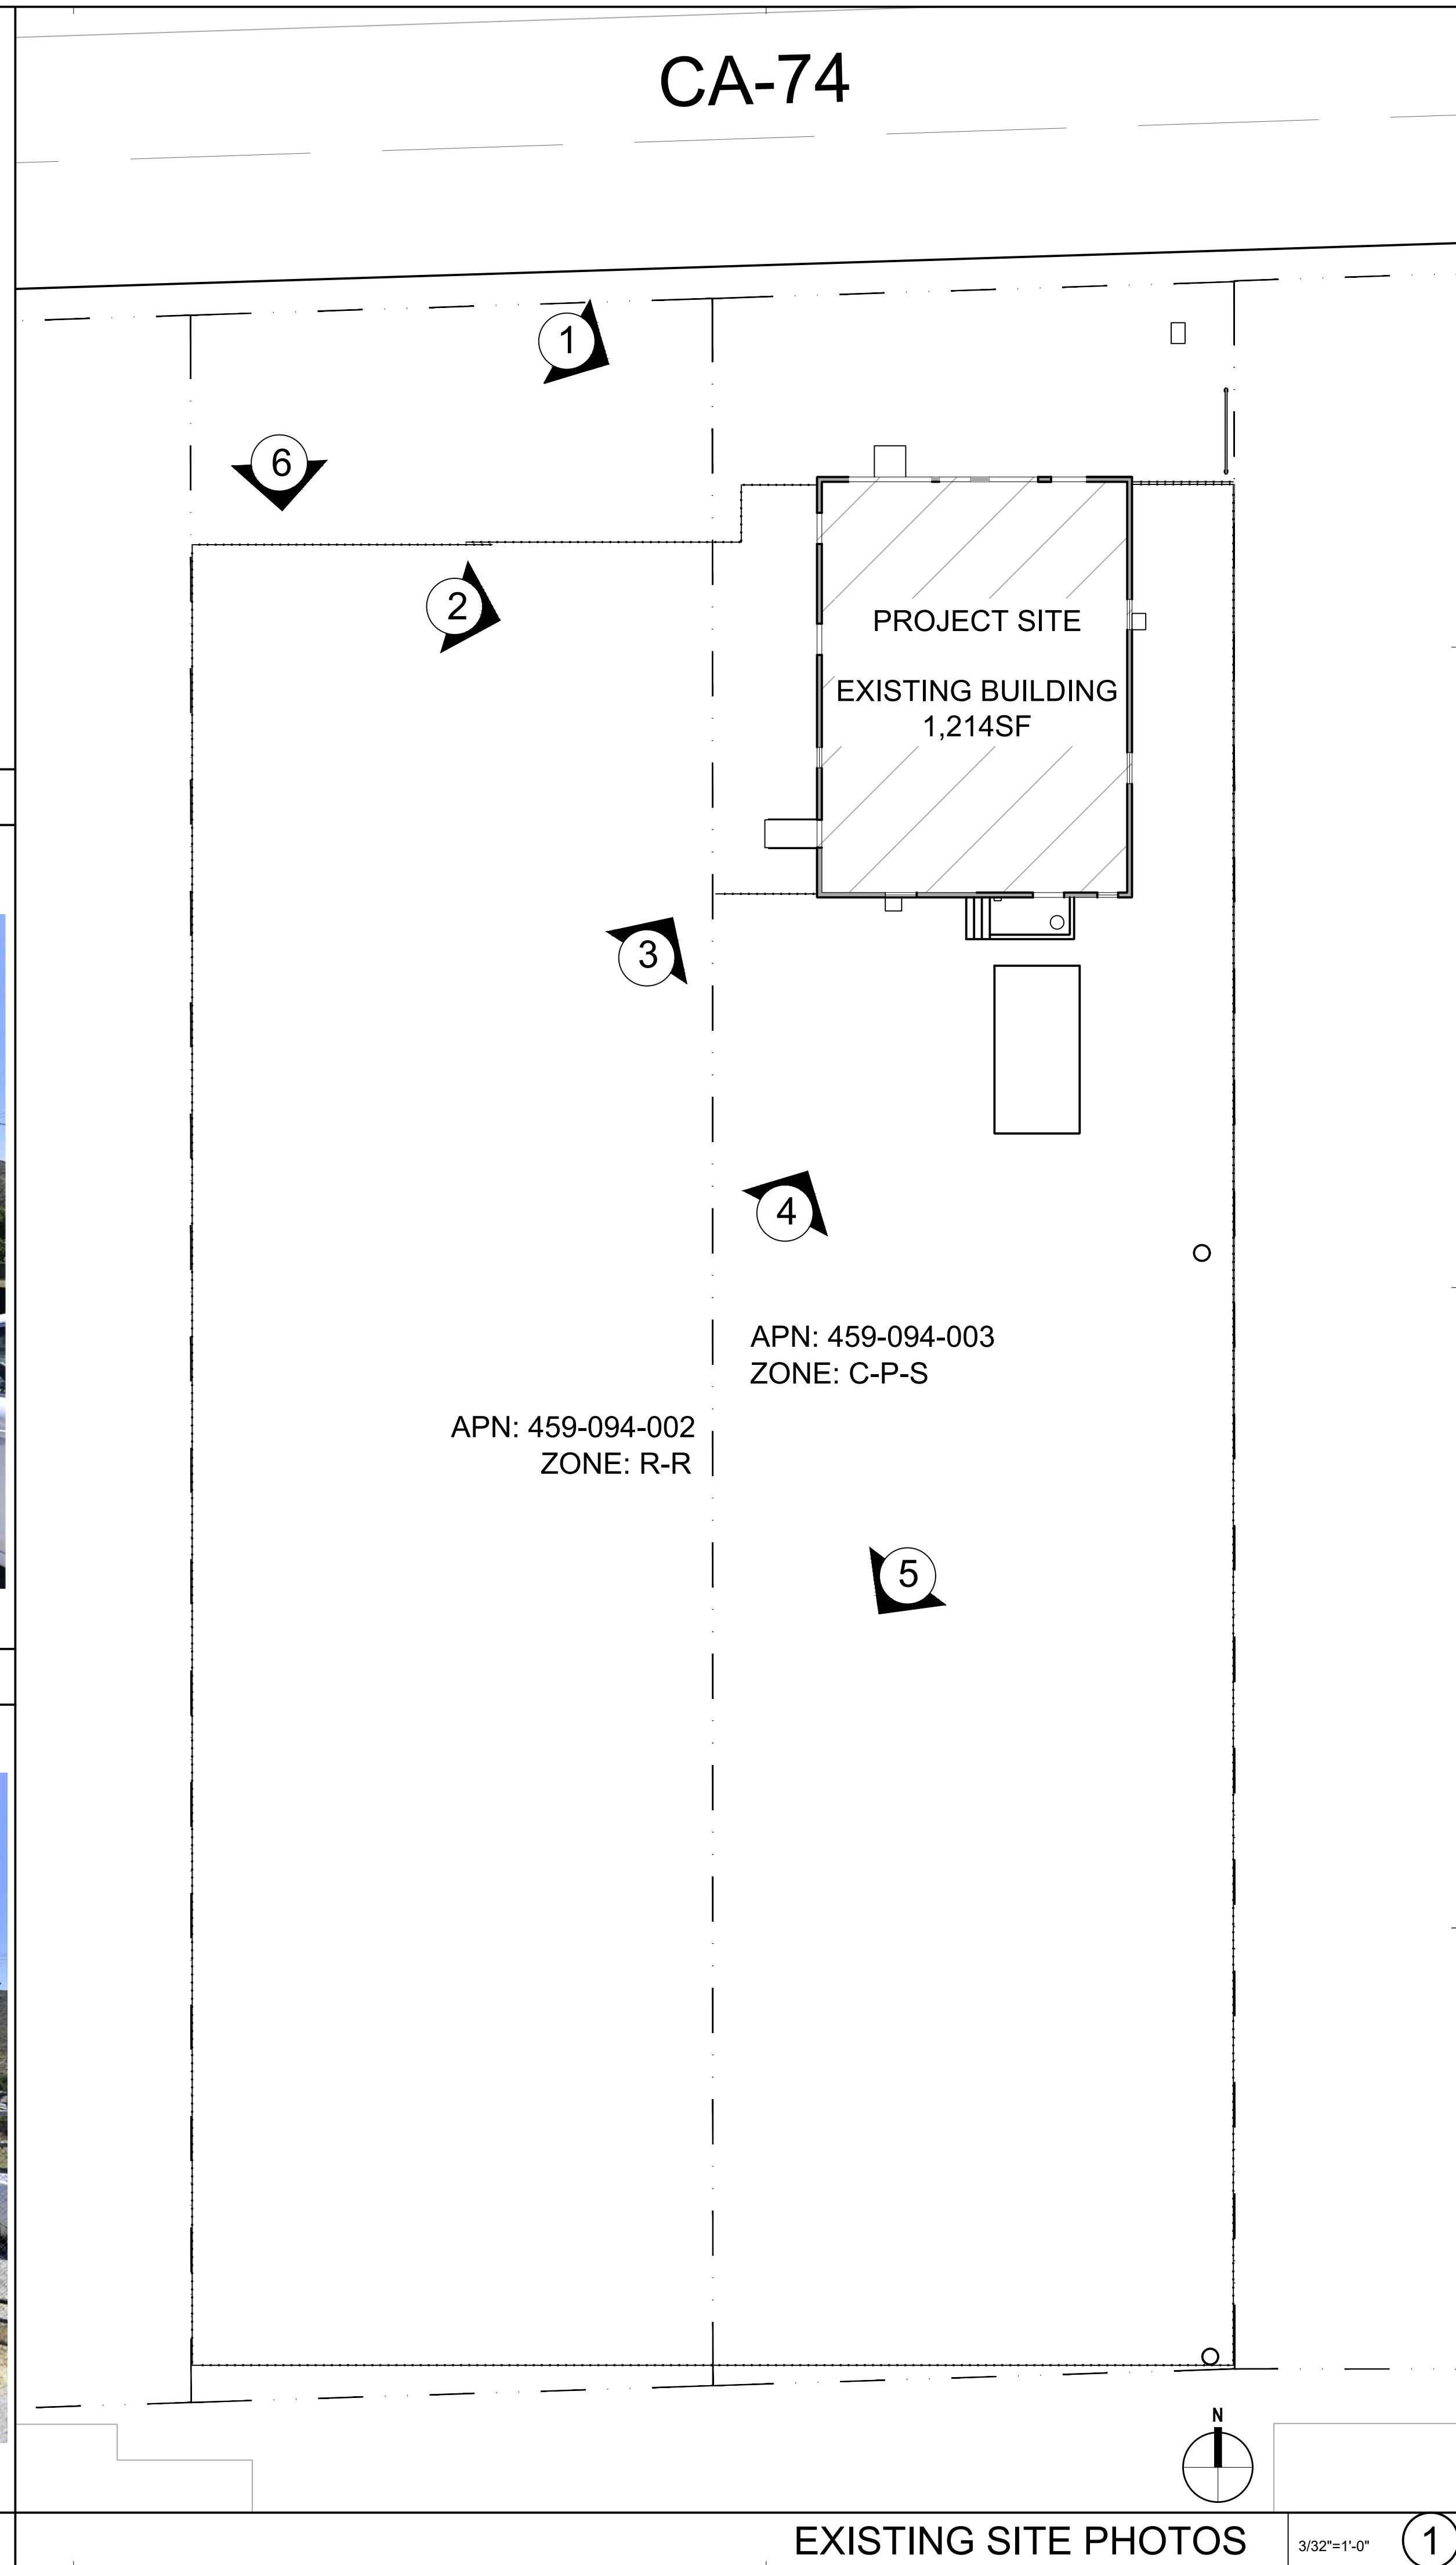 CA-74
1
6
2
PROJECT SITE
EXISTING BUILDING
1,214SF
3
4
APN: 459-094-003
ZONE: C-P-S
APN: 459-094-002
ZONE: R-R
5
N
EXISTING SITE PHOTOS
3/32"=1'-0"
1